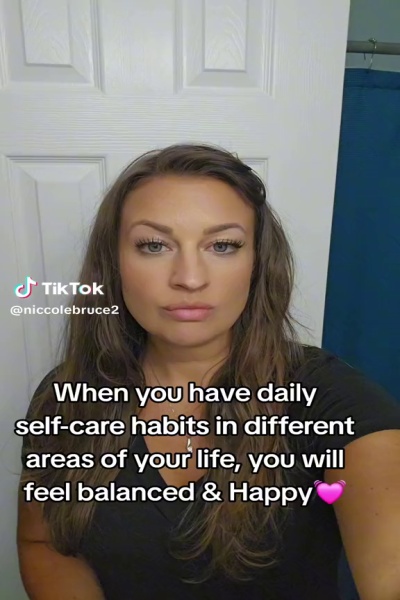 TikTok
@niccolebruce2
When you have daily
self-care habits in different
areas of your life, you will
feel balanced & Happy💓